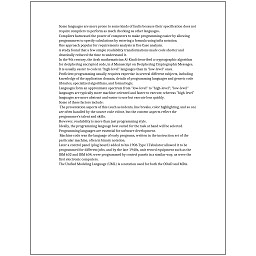 Some languages are more prone to some kinds of faults because their specification does not
require compilers to perform as much checking as other languages.
Compilers harnessed the power of computers to make programming easier by allowing
programmers to specify calculations by entering a formula using infix notation.
One approach popular for requirements analysis is Use Case analysis.
A study found that a few simple readability transformations made code shorter and
drastically reduced the time to understand it.
In the 9th century, the Arab mathematician Al-Kindi described a cryptographic algorithm
for deciphering encrypted code, in A Manuscript on Deciphering Cryptographic Messages.
It is usually easier to code in "high-level" languages than in "low-level" ones.
Proficient programming usually requires expertise in several different subjects, including
knowledge of the application domain, details of programming languages and generic code
libraries, specialized algorithms, and formal logic.
Languages form an approximate spectrum from "low-level" to "high-level"; "low-level"
languages are typically more machine-oriented and faster to execute, whereas "high-level"
languages are more abstract and easier to use but execute less quickly.
Some of these factors include:
The presentation aspects of this (such as indents, line breaks, color highlighting, and so on)
are often handled by the source code editor, but the content aspects reflect the
programmer's talent and skills.
However, readability is more than just programming style.
Ideally, the programming language best suited for the task at hand will be selected.
Programming languages are essential for software development.
Machine code was the language of early programs, written in the instruction set of the
particular machine, often in binary notation.
Later a control panel (plug board) added to his 1906 Type I Tabulator allowed it to be
programmed for different jobs, and by the late 1940s, unit record equipment such as the
IBM 602 and IBM 604, were programmed by control panels in a similar way, as were the
first electronic computers.
The Unified Modeling Language (UML) is a notation used for both the OOAD and MDA.